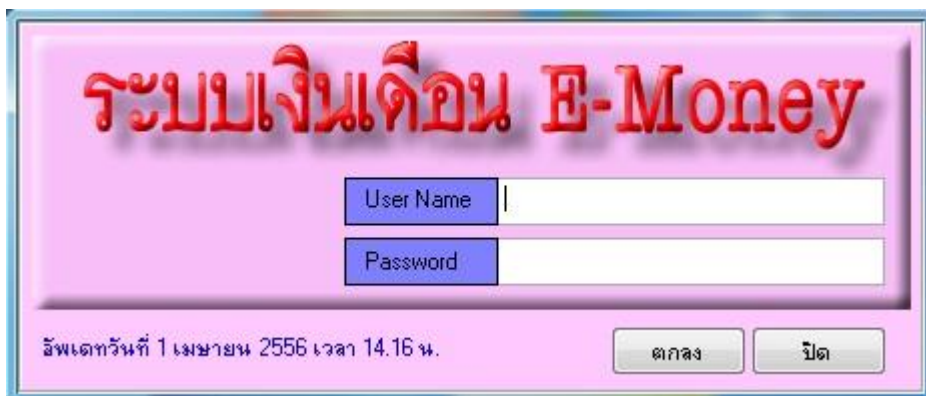 ระบบเงินเดือน E-Money
User Name
Password
อัพเดทวันที่ 1 เมษายน 2556 เวลา 14.16 น.
ตกลง ปิด